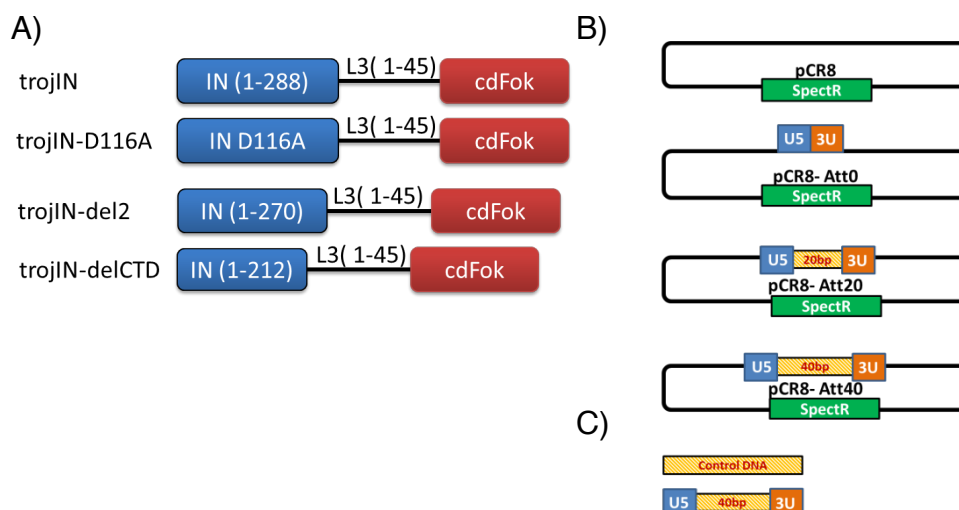 A)
trojIN
IN (1-288)
L3( 1-45)
cdFok
trojIN-D116A
IN D116A
L3( 1-45)
cdFok
trojIN-del2
IN (1-270)
L3( 1-45)
cdFok
trojIN-delCTD
IN (1-212)
L3( 1-45)
cdFok
B)
pCR8
SpectR
U5 3U
pCR8- Att0
SpectR
U5 20bp 3U
pCR8- Att20
SpectR
U5 40bp 3U
pCR8- Att40
SpectR
C)
Control DNA
U5 40bp 3U